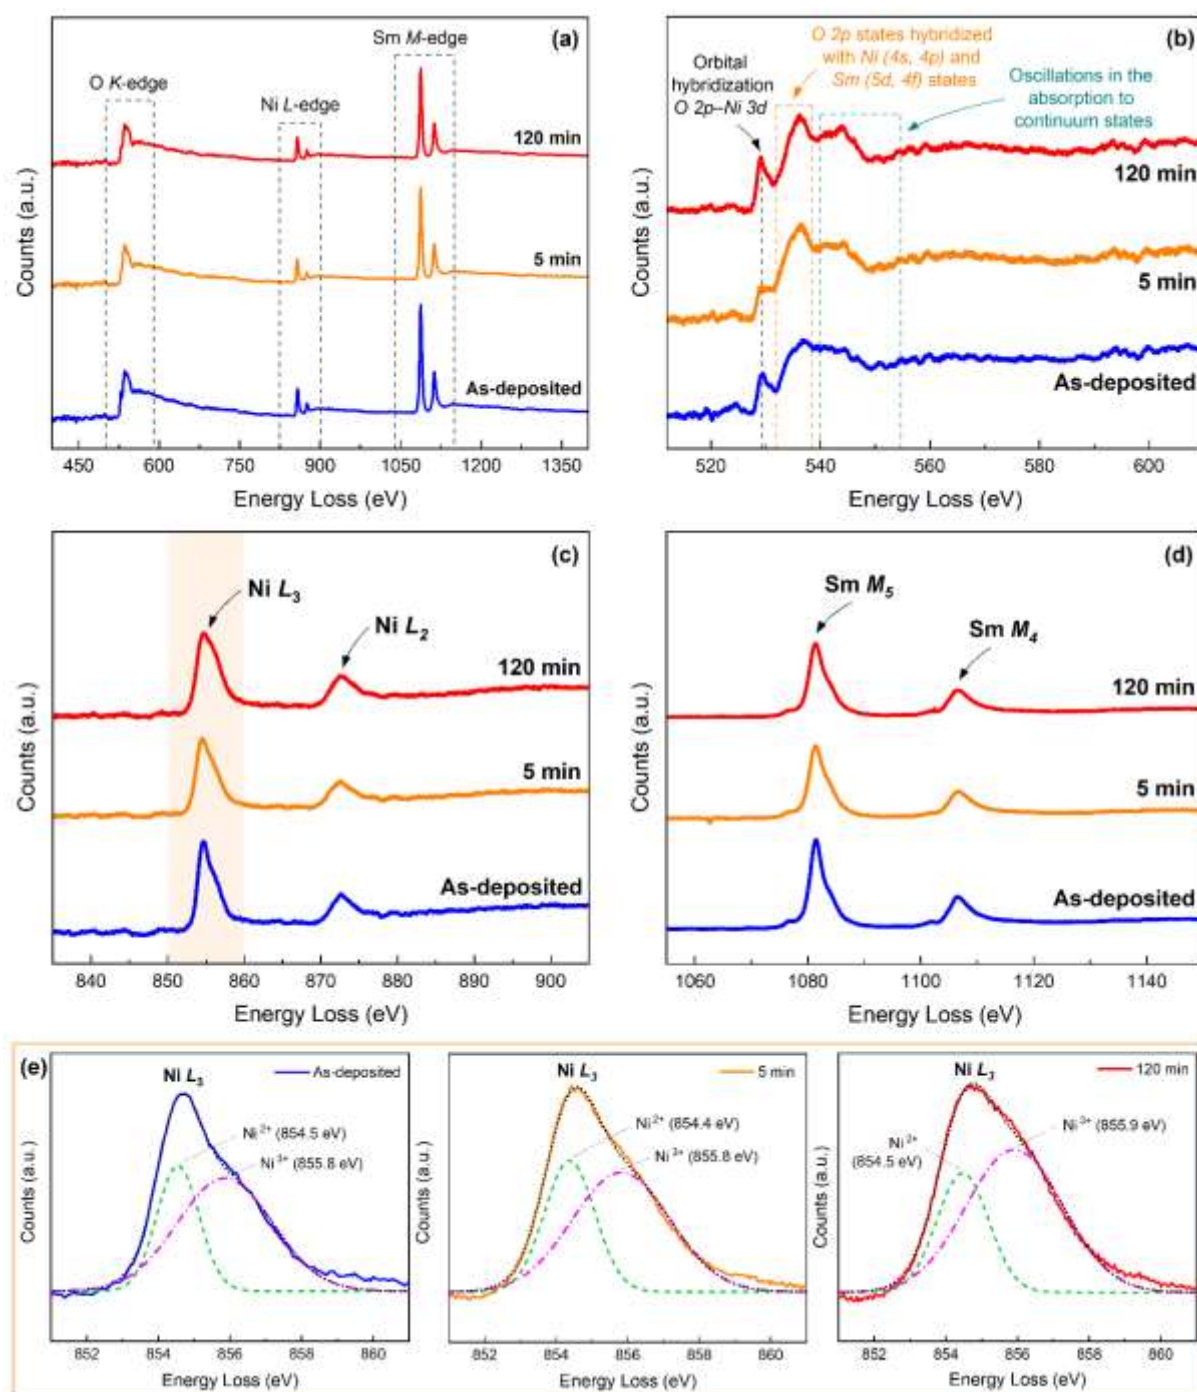 (a)
Sm M-edge
O K-edge
Ni L-edge
120 min
5 min
As-deposited
Counts (a.u.)
450 600 750 900 1050 1200 1350
Energy Loss (eV)
(b)
O 2p states hybridized
with Ni (4s, 4p) and
Sm (5d, 4f) states
Orbital
hybridization
O 2p–Ni 3d
Oscillations in the
absorption to
continuum states
120 min
5 min
As-deposited
Counts (a.u.)
520 540 560 580 600
Energy Loss (eV)
(c)
Ni L3
Ni L2
120 min
5 min
As-deposited
Counts (a.u.)
840 850 860 870 880 890 900
Energy Loss (eV)
(d)
Sm M5
Sm M4
120 min
5 min
As-deposited
Counts (a.u.)
1060 1080 1100 1120 1140
Energy Loss (eV)
(e)
Ni L3
As-deposited
Ni2+ (854.5 eV)
Ni3+ (855.8 eV)
Counts (a.u.)
852 854 856 858 860
Energy Loss (eV)
Ni L3
5 min
Ni2+ (854.4 eV)
Ni3+ (855.8 eV)
Counts (a.u.)
852 854 856 858 860
Energy Loss (eV)
Ni L3
120 min
Ni3+ (855.9 eV)
Ni2+
(854.5 eV)
Counts (a.u.)
852 854 856 858 860
Energy Loss (eV)